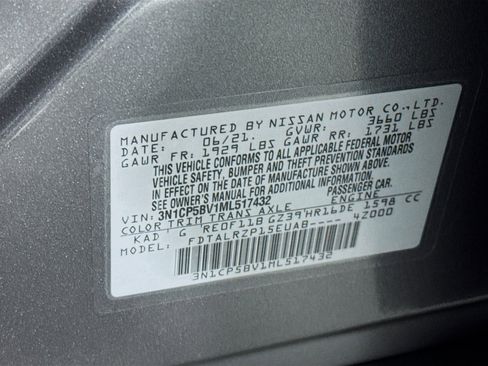 MANUFACTURED BY NISSAN MOTOR CO., LTD.
DATE: 06/21. GVWR: 3660 LBS
GAWR FR: 1929 LBS GAWR RR: 1731 LBS
THIS VEHICLE CONFORMS TO ALL APPLICABLE FEDERAL MOTOR
VEHICLE SAFETY, BUMPER AND THEFT PREVENTION STANDARDS
IN EFFECT ON THE DATE OF MANUFACTURE SHOWN ABOVE.
SEE OWNER'S MANUAL FOR ADDITIONAL INFORMATION
VIN: 3N1CP5BV1ML517432 PASSENGER CAR
COLOR TRIM TRANS AXLE ENGINE
KAD G RE0F11B GZ39 HR16DE 1598 CC
MODEL: FDTALRZP15EUAB---- 4Z000
3N1CP5BV1ML517432